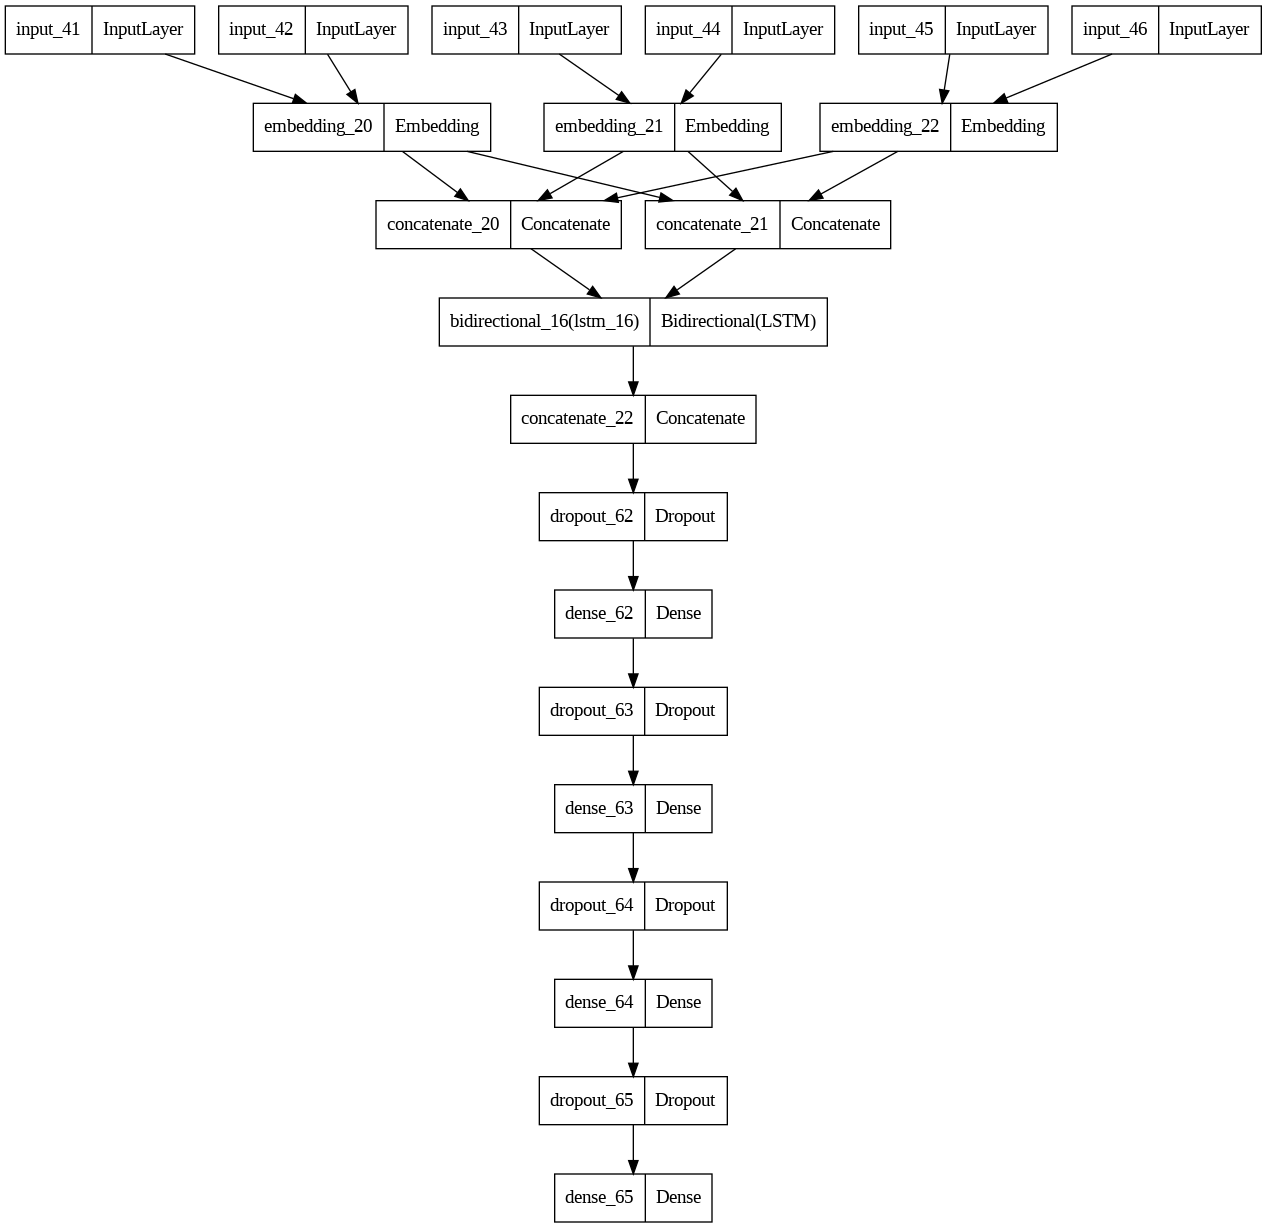 input_41 InputLayer input_42 InputLayer input_43 InputLayer input_44 InputLayer input_45 InputLayer input_46 InputLayer
embedding_20 Embedding embedding_21 Embedding embedding_22 Embedding
concatenate_20 Concatenate concatenate_21 Concatenate
bidirectional_16(lstm_16) Bidirectional(LSTM)
concatenate_22 Concatenate
dropout_62 Dropout
dense_62 Dense
dropout_63 Dropout
dense_63 Dense
dropout_64 Dropout
dense_64 Dense
dropout_65 Dropout
dense_65 Dense